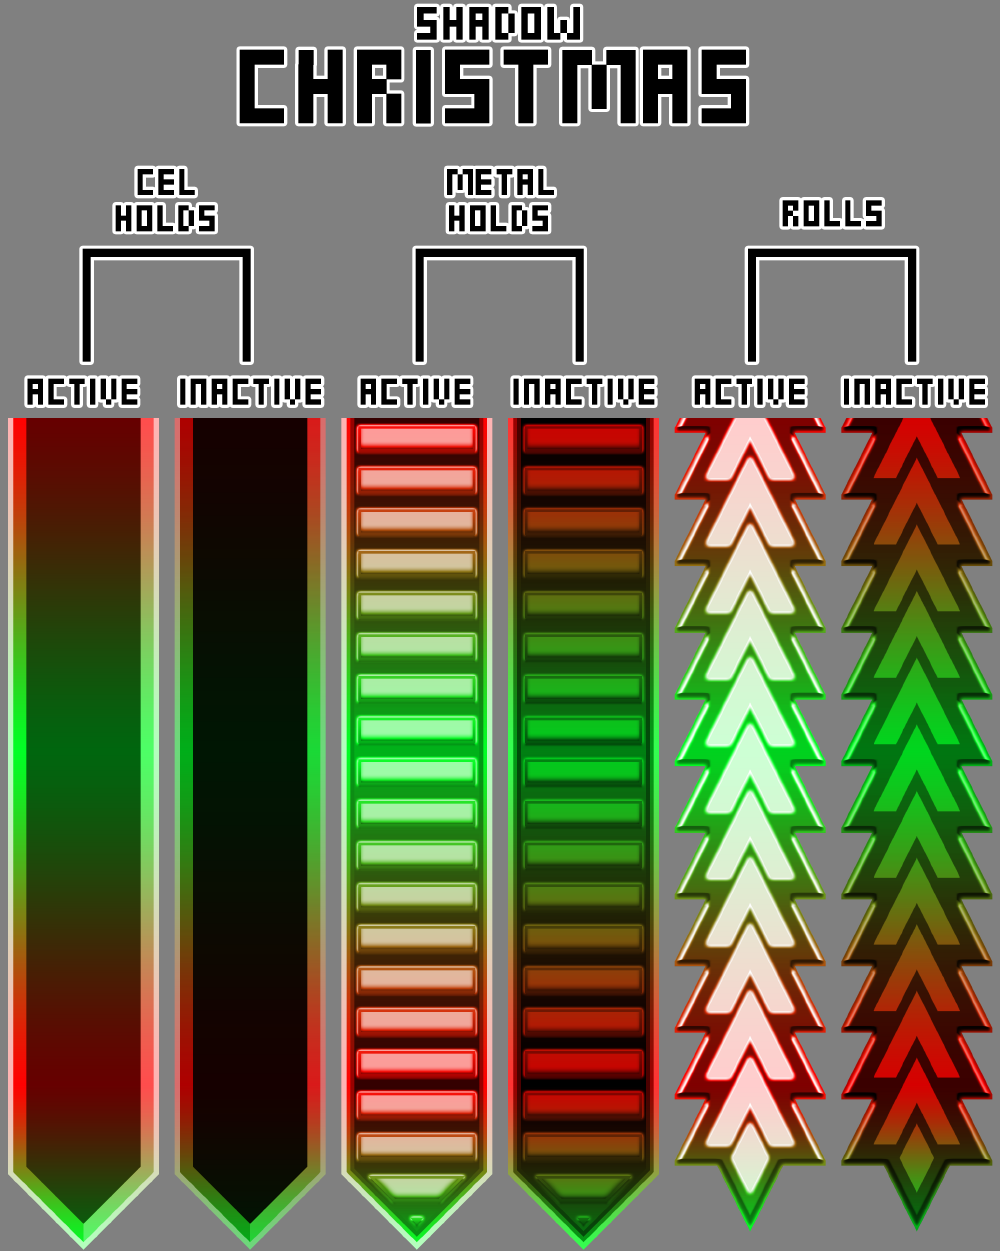 SHADOW
CHRISTMAS
CEL
HOLDS
METAL
HOLDS
ROLLS
ACTIVE INACTIVE ACTIVE INACTIVE ACTIVE INACTIVE